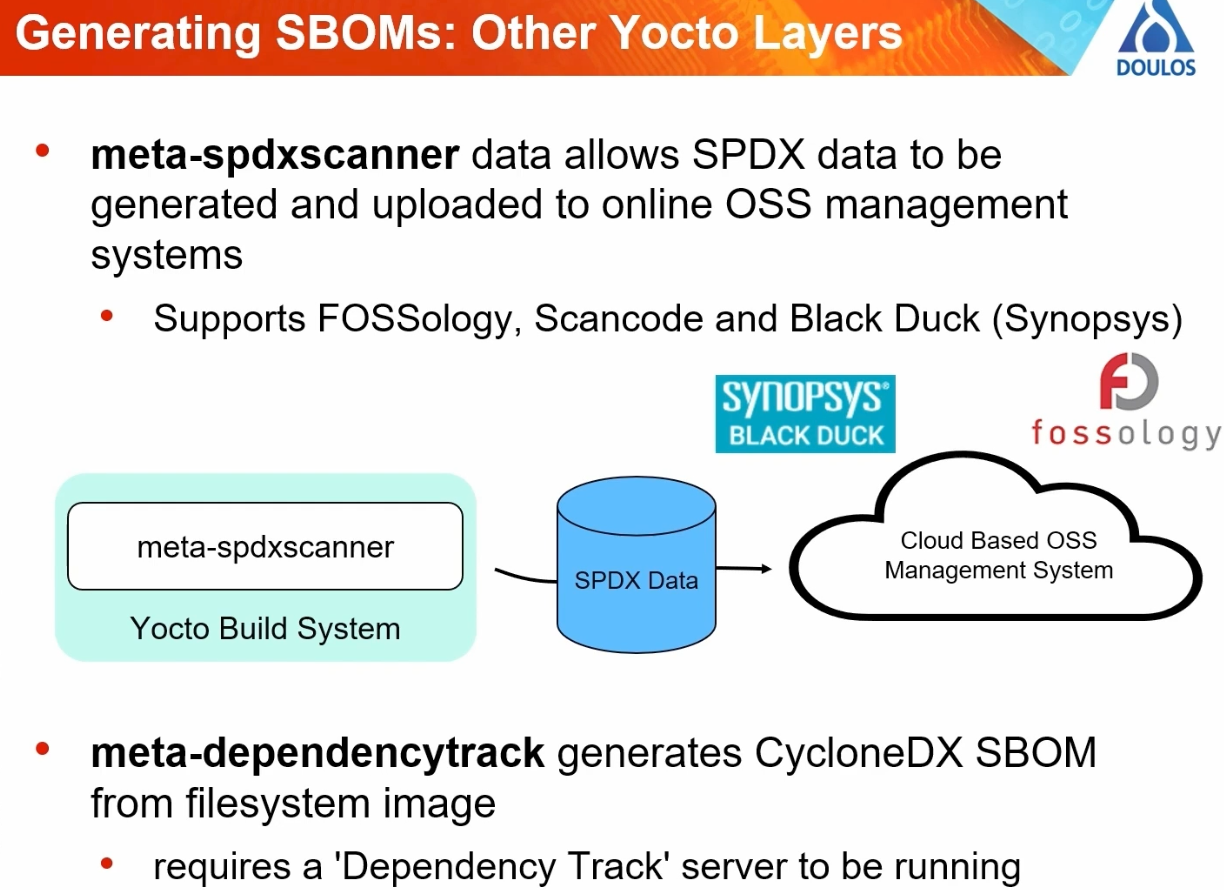 Generating SBOMs: Other Yocto Layers
DOULOS
• meta-spdxscanner data allows SPDX data to be
generated and uploaded to online OSS management
systems
• Supports FOSSology, Scancode and Black Duck (Synopsys)
SYNOPSYS®
BLACK DUCK
fossology
meta-spdxscanner
Yocto Build System
SPDX Data
Cloud Based OSS
Management System
• meta-dependencytrack generates CycloneDX SBOM
from filesystem image
• requires a 'Dependency Track' server to be running